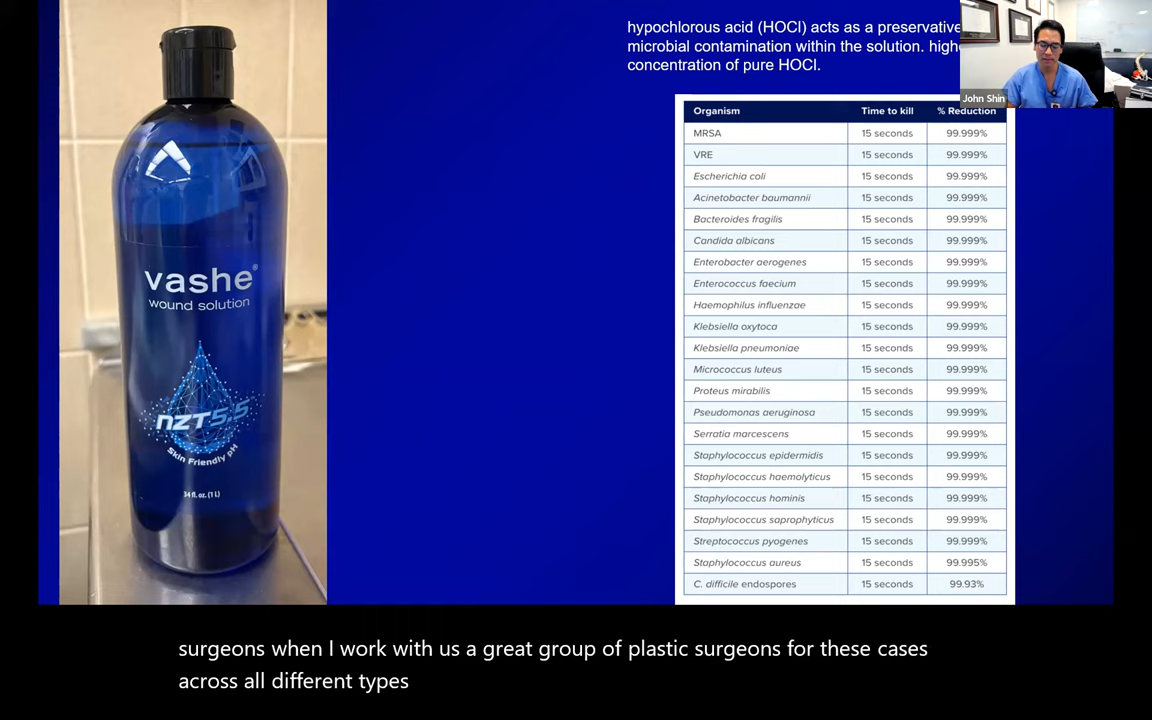 hypochlorous acid (HOCl) acts as a preservative
microbial contamination within the solution. high
concentration of pure HOCl.
John Shin
vashe®
wound solution
nzt5.5
Skin Friendly pH
34 fl. oz. (1 L)
Organism Time to kill % Reduction
MRSA 15 seconds 99.999%
VRE 15 seconds 99.999%
Escherichia coli 15 seconds 99.999%
Acinetobacter baumannii 15 seconds 99.999%
Bacteroides fragilis 15 seconds 99.999%
Candida albicans 15 seconds 99.999%
Enterobacter aerogenes 15 seconds 99.999%
Enterococcus faecium 15 seconds 99.999%
Haemophilus influenzae 15 seconds 99.999%
Klebsiella oxytoca 15 seconds 99.999%
Klebsiella pneumoniae 15 seconds 99.999%
Micrococcus luteus 15 seconds 99.999%
Proteus mirabilis 15 seconds 99.999%
Pseudomonas aeruginosa 15 seconds 99.999%
Serratia marcescens 15 seconds 99.999%
Staphylococcus epidermidis 15 seconds 99.999%
Staphylococcus haemolyticus 15 seconds 99.999%
Staphylococcus hominis 15 seconds 99.999%
Staphylococcus saprophyticus 15 seconds 99.999%
Streptococcus pyogenes 15 seconds 99.999%
Staphylococcus aureus 15 seconds 99.995%
C. difficile endospores 15 seconds 99.93%
surgeons when I work with us a great group of plastic surgeons for these cases
across all different types